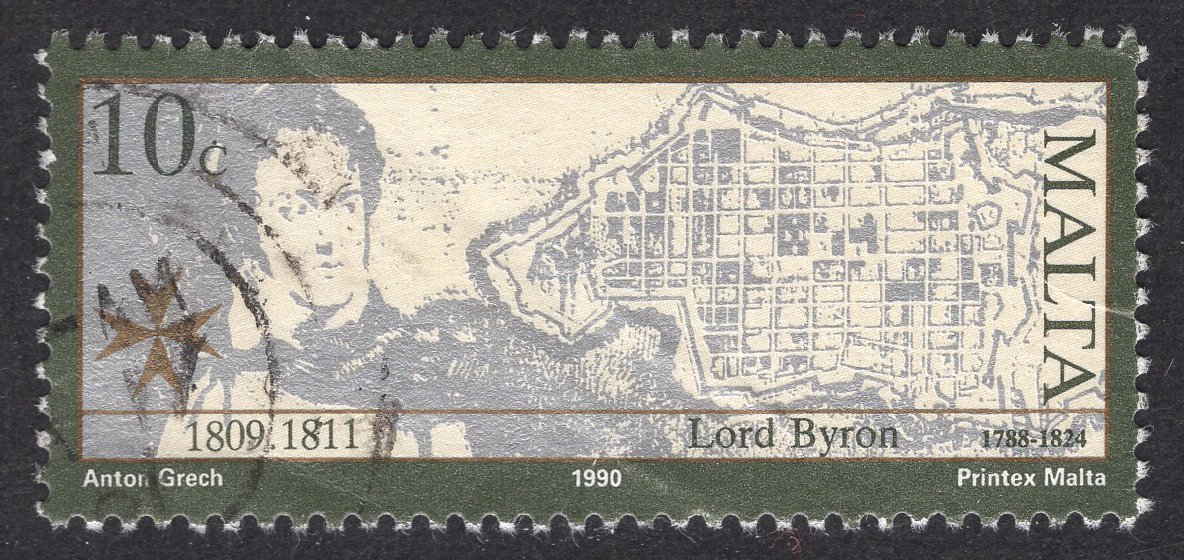 10c
MALTA
1809.1811
Lord Byron
1788-1824
Anton Grech
1990
Printex Malta